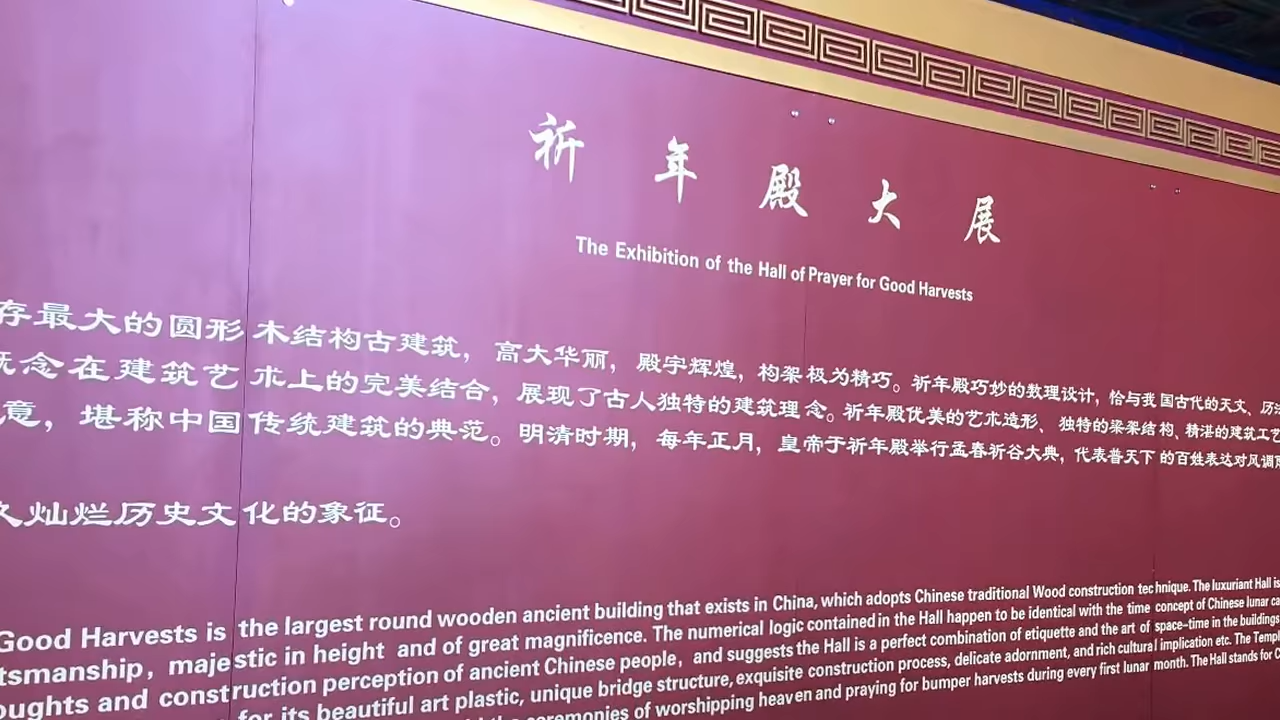 祈年殿大展
The Exhibition of the Hall of Prayer for Good Harvests
存最大的圆形木结构古建筑，高大华丽，殿宇辉煌，构架极为精巧。祈年殿巧妙的数理设计，恰与我国古代的天文、历
概念在建筑艺术上的完美结合，展现了古人独特的建筑理念。祈年殿优美的艺术造形、独特的梁架结构、精湛的建筑工艺
意，堪称中国传统建筑的典范。明清时期，每年正月，皇帝于祈年殿举行孟春祈谷大典，代表普天下的百姓表达对风调
久灿烂历史文化的象征。
Good Harvests is the largest round wooden ancient building that exists in China, which adopts Chinese traditional Wood construction technique. The luxuriant Hall is
tsmanship, majestic in height and of great magnificence. The numerical logic contained in the Hall happen to be identical with the time concept of Chinese lunar ca
oughts and construction perception of ancient Chinese people, and suggests the Hall is a perfect combination of etiquette and the art of space-time in the buildings
for its beautiful art plastic, unique bridge structure, exquisite construction process, delicate adornment, and rich cultural implication etc. The Templ
the ceremonies of worshipping heaven and praying for bumper harvests during every first lunar month. The Hall stands for C